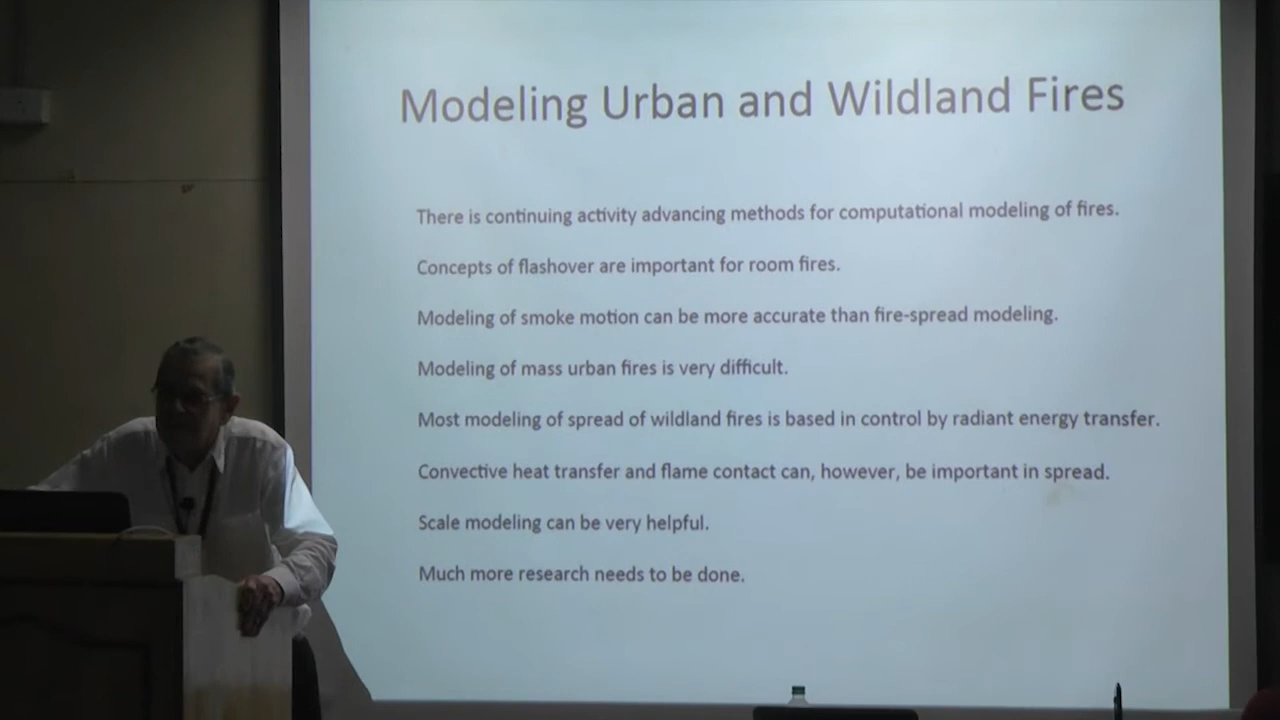 Modeling Urban and Wildland Fires
There is continuing activity advancing methods for computational modeling of fires.
Concepts of flashover are important for room fires.
Modeling of smoke motion can be more accurate than fire-spread modeling.
Modeling of mass urban fires is very difficult.
Most modeling of spread of wildland fires is based in control by radiant energy transfer.
Convective heat transfer and flame contact can, however, be important in spread.
Scale modeling can be very helpful.
Much more research needs to be done.